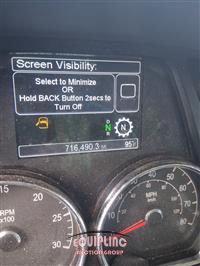 Screen Visibility:
Select to Minimize
OR
Hold BACK Button 2secs to
Turn Off
D
N
R
N
716,490.3 mi
95°F
15
20
25
30
RPM
x100
10
20
30
40
50
60
70
80
EQUIPLINC
AUCTION GROUP